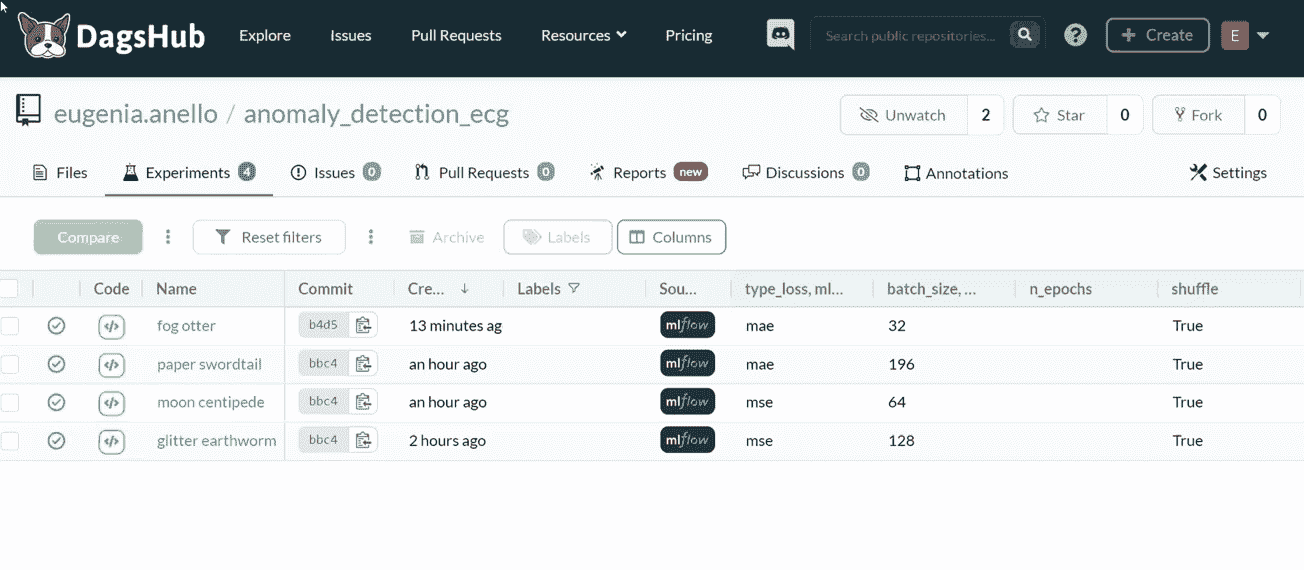 DagsHub Explore Issues Pull Requests Resources Pricing Search public repositories... ? + Create E
eugenia.anello / anomaly_detection_ecg Unwatch 2 Star 0 Fork 0
Files Experiments 4 Issues 0 Pull Requests 0 Reports new Discussions 0 Annotations Settings
Compare Reset filters Archive Labels Columns
Code Name Commit Cre... ↓ Labels Sou... type_loss, ml... batch_size, ... n_epochs shuffle
</> fog otter b4d5 13 minutes ag mlflow mae 32 True
</> paper swordtail bbc4 an hour ago mlflow mae 196 True
</> moon centipede bbc4 an hour ago mlflow mse 64 True
</> glitter earthworm bbc4 2 hours ago mlflow mse 128 True